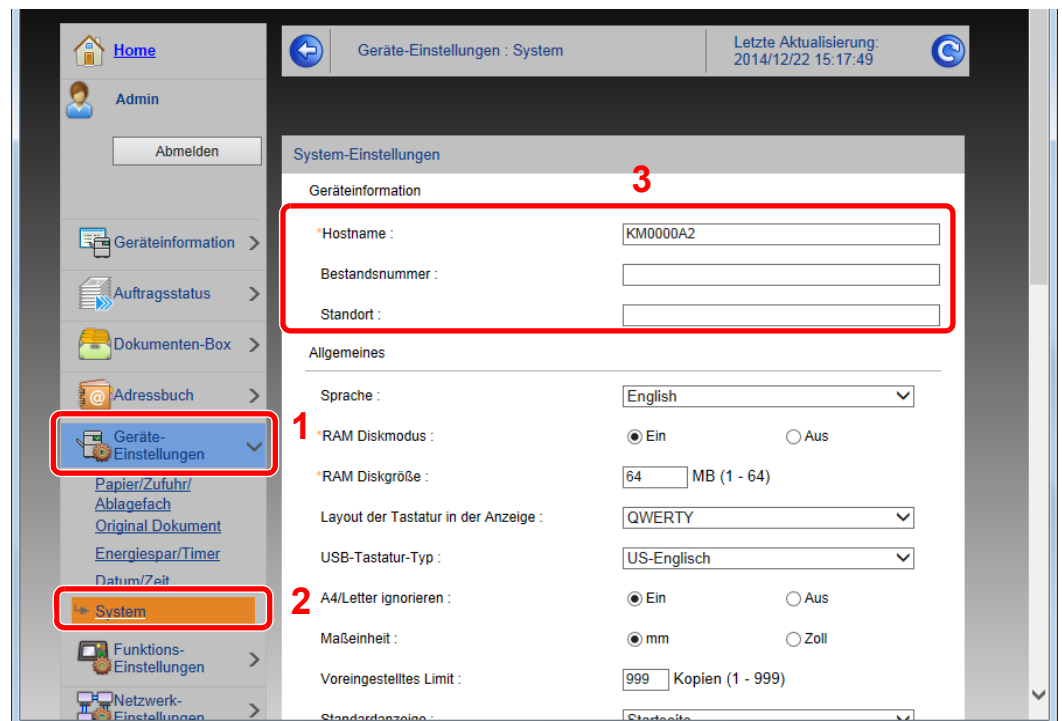 Home
Admin
Abmelden
Geräteinformation
Auftragsstatus
Dokumenten-Box
Adressbuch
1
Geräte-
Einstellungen
Papier/Zufuhr/
Ablagefach
Original Dokument
Energiespar/Timer
Datum/Zeit
2
System
Funktions-
Einstellungen
Netzwerk-
Einstellungen
Geräte-Einstellungen : System
Letzte Aktualisierung:
2014/12/22 15:17:49
System-Einstellungen
3
Geräteinformation
*Hostname : KM0000A2
Bestandsnummer :
Standort :
Allgemeines
Sprache : English
*RAM Diskmodus : Ein Aus
*RAM Diskgröße : 64 MB (1 - 64)
Layout der Tastatur in der Anzeige : QWERTY
USB-Tastatur-Typ : US-Englisch
A4/Letter ignorieren : Ein Aus
Maßeinheit : mm Zoll
Voreingestelltes Limit : 999 Kopien (1 - 999)
Standardanzeige : Startseite